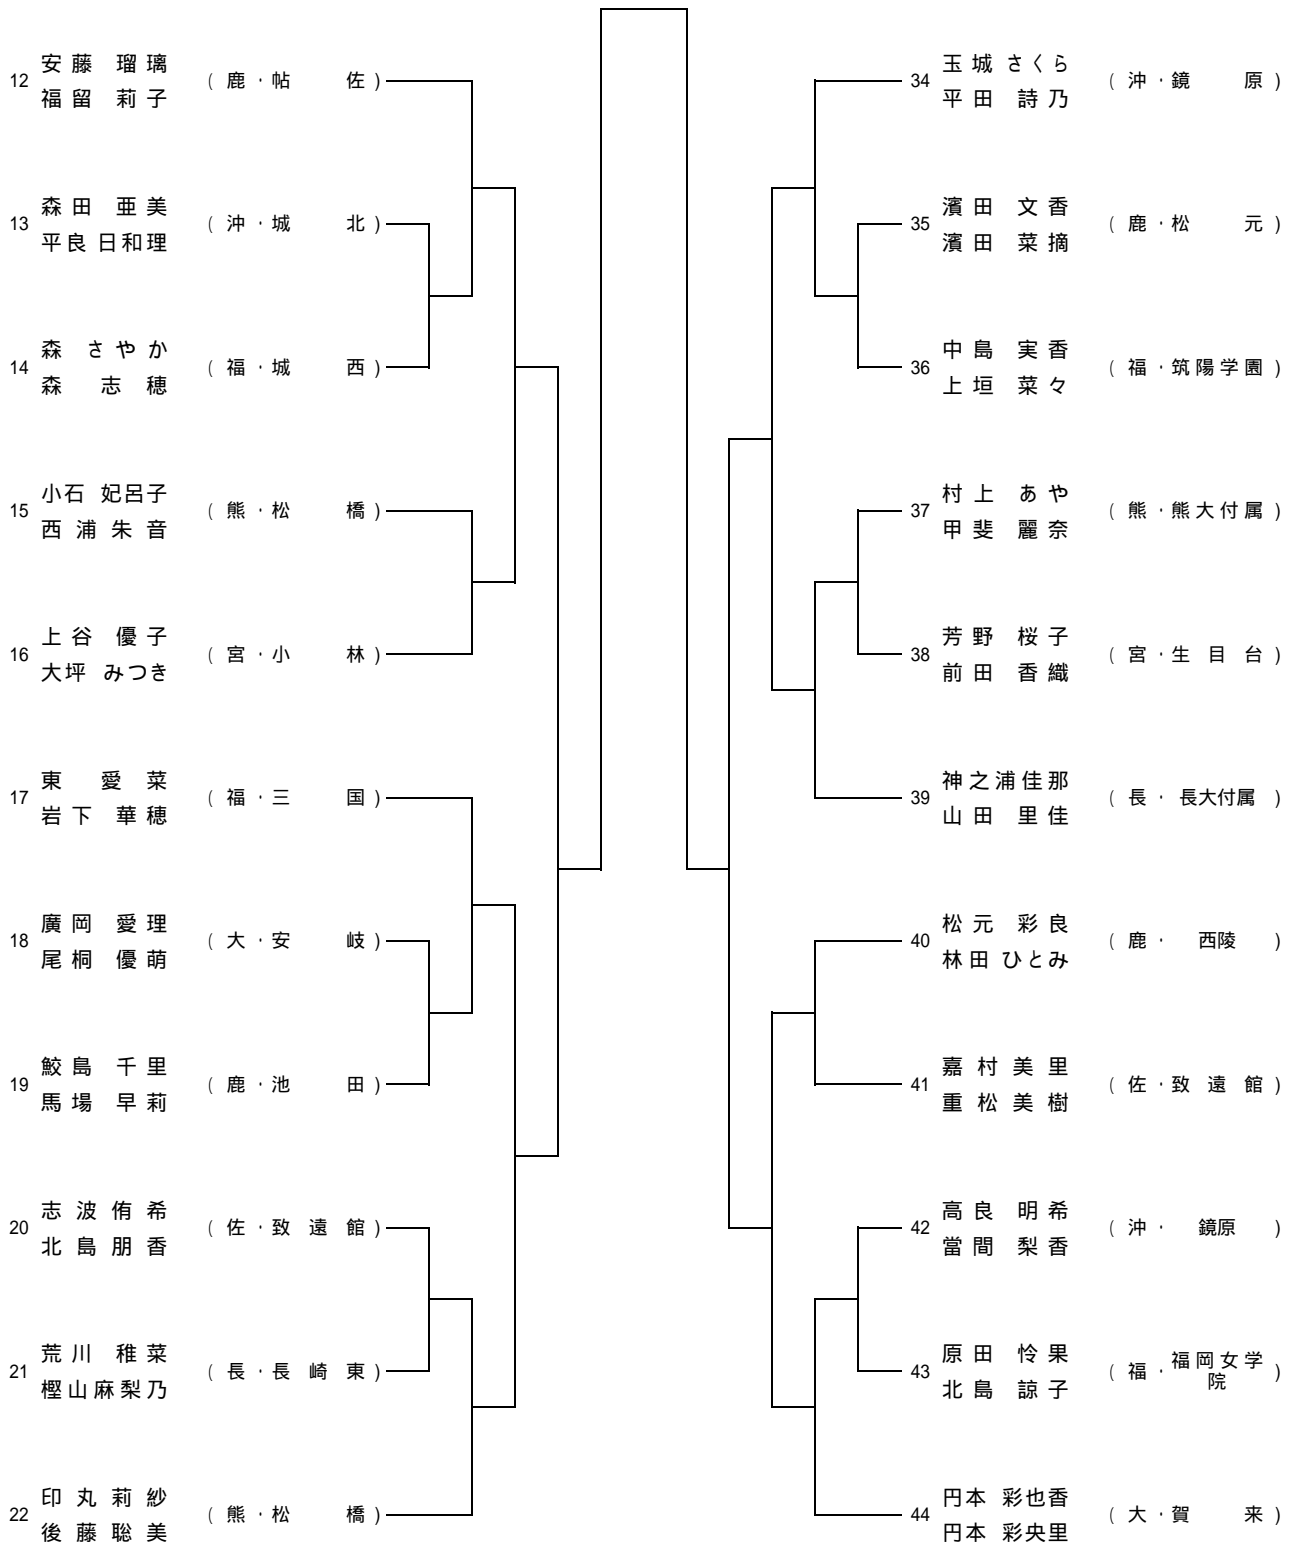 12 安藤 瑠璃 (鹿・帖 佐)
福留 莉子
13 森田 亜美 (沖・城 北)
平良 日和理
14 森 さやか (福・城 西)
森 志穂
15 小石 妃呂子 (熊・松 橋)
西浦朱音
16 上谷 優子 (宮・小 林)
大坪 みつき
17 東 愛菜 (福・三 国)
岩下 華穂
18 廣岡 愛理 (大・安 岐)
尾桐 優萌
19 鮫島 千里 (鹿・池 田)
馬場 早莉
20 志波侑希 (佐・致遠館)
北島朋香
21 荒川 稚菜 (長・長崎東)
樫山麻梨乃
22 印丸莉紗 (熊・松 橋)
後藤聡美
34 玉城 さくら (沖・鏡 原)
平田 詩乃
35 濱田 文香 (鹿・松 元)
濱田 菜摘
36 中島 実香 (福・筑陽学園)
上垣 菜々
37 村上 あや (熊・熊大付属)
甲斐 麗奈
38 芳野 桜子 (宮・生目台)
前田 香織
39 神之浦佳那 (長・長大付属)
山田 里佳
40 松元 彩良 (鹿・西陵)
林田 ひとみ
41 嘉村美里 (佐・致遠館)
重松美樹
42 高良 明希 (沖・鏡原)
當間 梨香
43 原田 怜果 (福・福岡女学院)
北島 諒子
44 円本 彩也香 (大・賀 来)
円本 彩央里